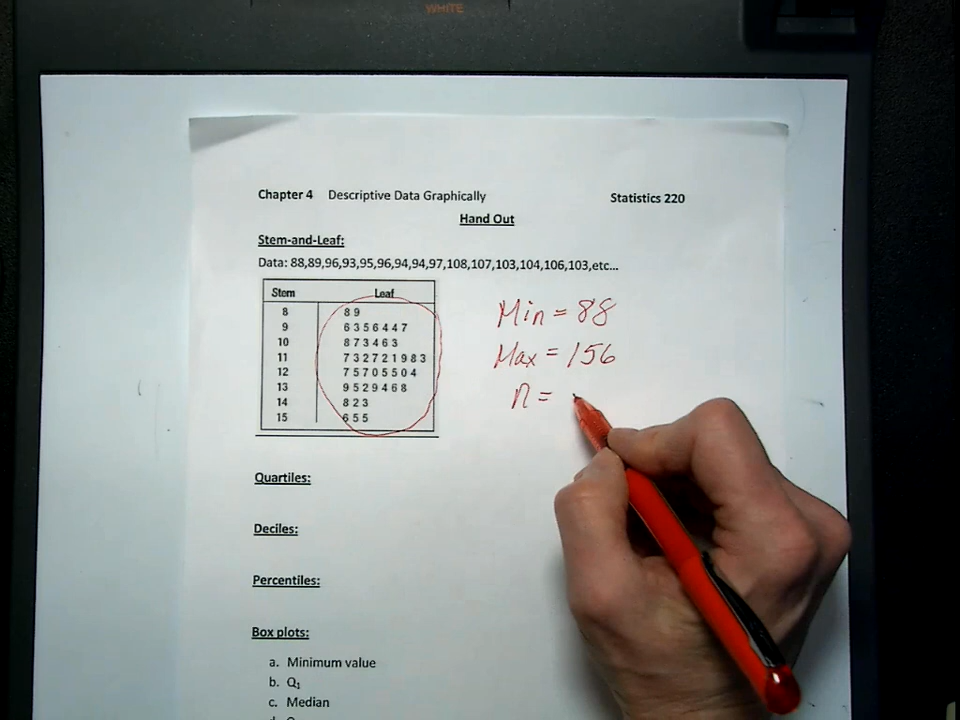 WHITE
Chapter 4 Descriptive Data Graphically Statistics 220
Hand Out
Stem-and-Leaf:
Data: 88,89,96,93,95,96,94,94,97,108,107,103,104,106,103,etc...
Stem Leaf
8 8 9
9 6 3 5 6 4 4 7
10 8 7 3 4 6 3
11 7 3 2 7 2 1 9 8 3
12 7 5 7 0 5 5 0 4
13 9 5 2 9 4 6 8
14 8 2 3
15 6 5 5
Min = 88
Max = 156
n =
Quartiles:
Deciles:
Percentiles:
Box plots:
a. Minimum value
b. Q₁
c. Median